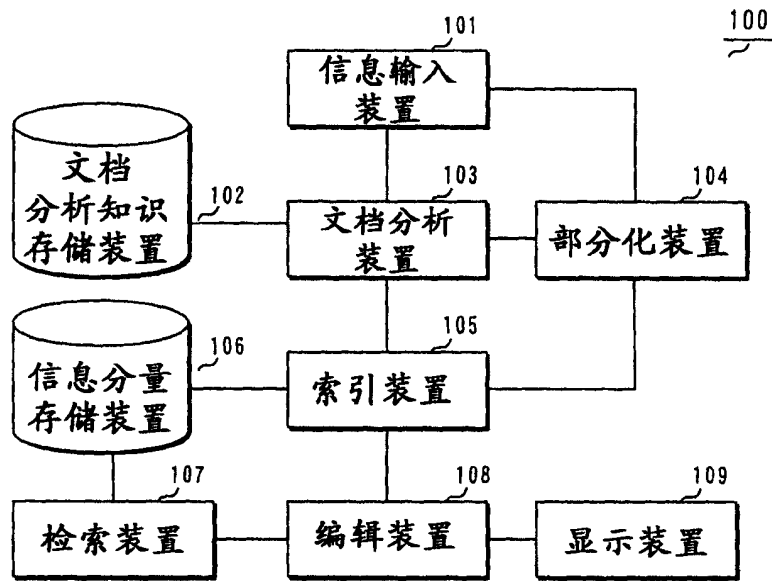 100
101
信息输入
装置
文档
分析知识
存储装置
102
103
文档分析
装置
104
部分化装置
信息分量
存储装置
106
105
索引装置
107
检索装置
108
编辑装置
109
显示装置